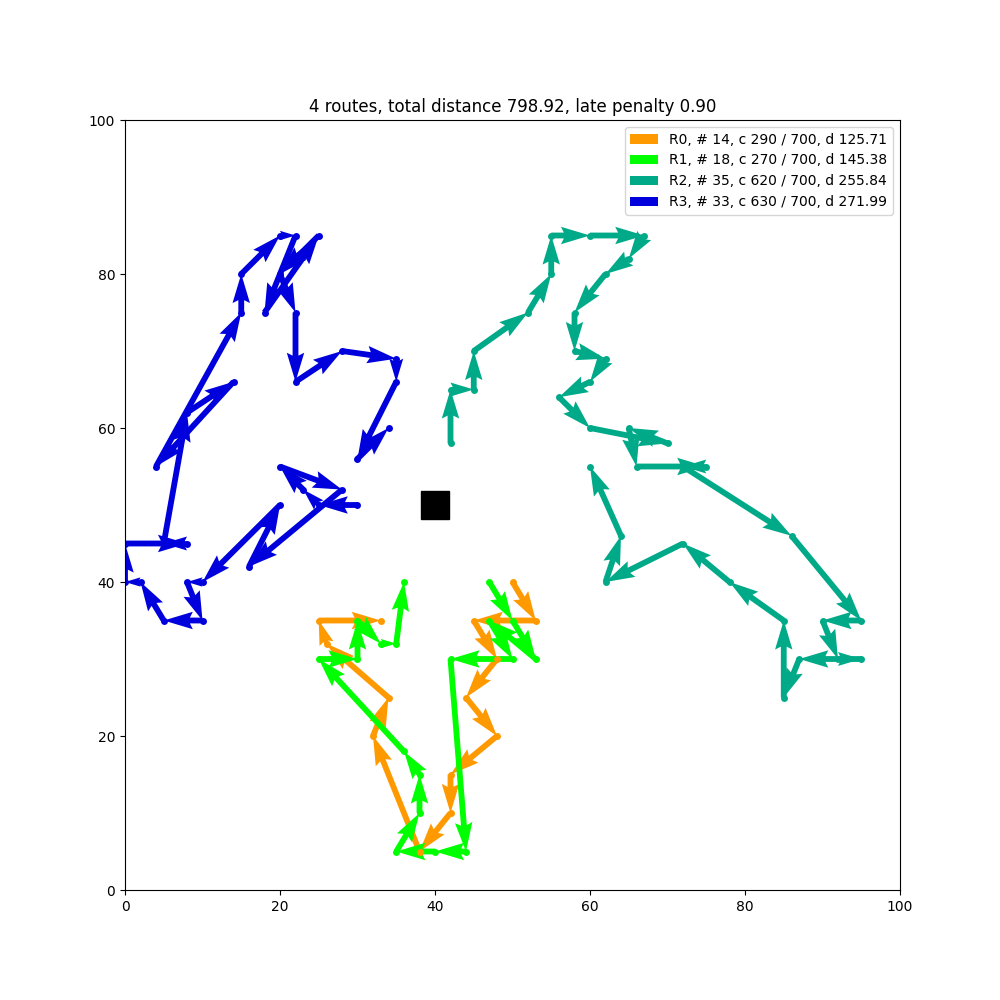 4 routes, total distance 798.92, late penalty 0.90
R0, # 14, c 290 / 700, d 125.71
R1, # 18, c 270 / 700, d 145.38
R2, # 35, c 620 / 700, d 255.84
R3, # 33, c 630 / 700, d 271.99
100
80
60
40
20
0
0 20 40 60 80 100